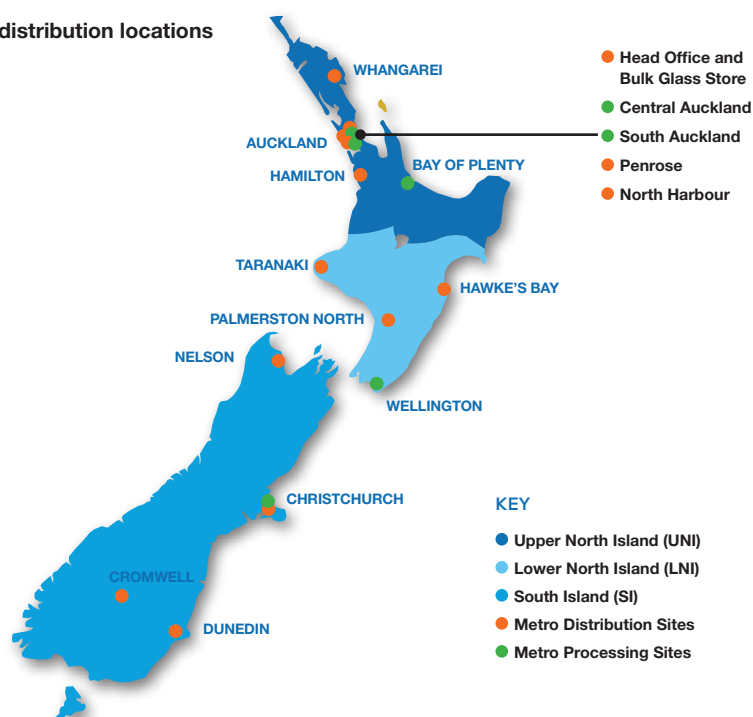 distribution locations
WHANGAREI
Head Office and
Bulk Glass Store
Central Auckland
South Auckland
Penrose
North Harbour
AUCKLAND
BAY OF PLENTY
HAMILTON
TARANAKI
HAWKE'S BAY
PALMERSTON NORTH
NELSON
WELLINGTON
CHRISTCHURCH
CROMWELL
DUNEDIN
KEY
Upper North Island (UNI)
Lower North Island (LNI)
South Island (SI)
Metro Distribution Sites
Metro Processing Sites